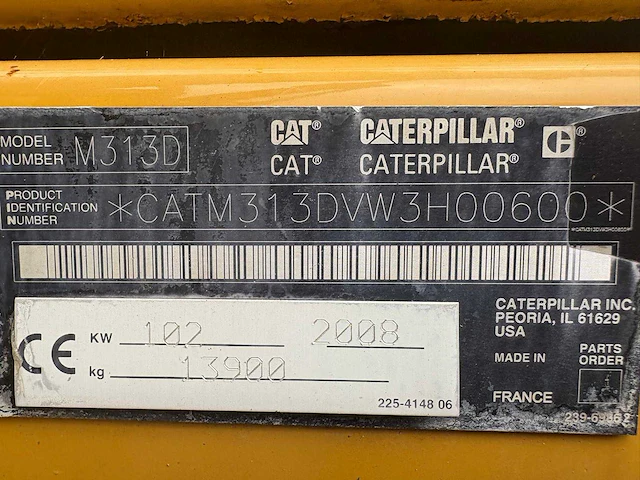 MODEL NUMBER M313D
CAT® CATERPILLAR® C®
CAT® CATERPILLAR®
PRODUCT IDENTIFICATION NUMBER *CATM313DVW3H00600*
*CATM313DVW3H00600*
CE KW 102 2008
kg 13900
225-4148 06
CATERPILLAR INC.
PEORIA, IL 61629
USA
MADE IN
FRANCE
PARTS
ORDER